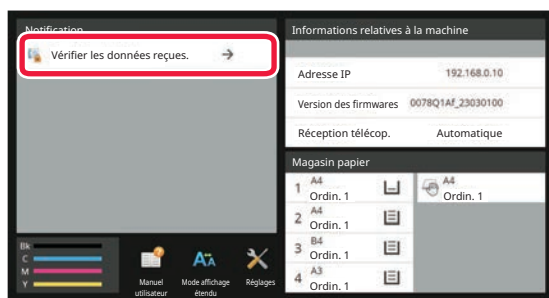 Notification
Vérifier les données reçues.
Informations relatives à la machine
Adresse IP 192.168.0.10
Version des firmwares 0078Q1Af_23030100
Réception télécop. Automatique
Magasin papier
1 A4
Ordin. 1
A4
Ordin. 1
2 A4
Ordin. 1
3 B4
Ordin. 1
4 A3
Ordin. 1
Bk
C
M
Y
Manuel
utilisateur
Mode affichage
étendu
Réglages